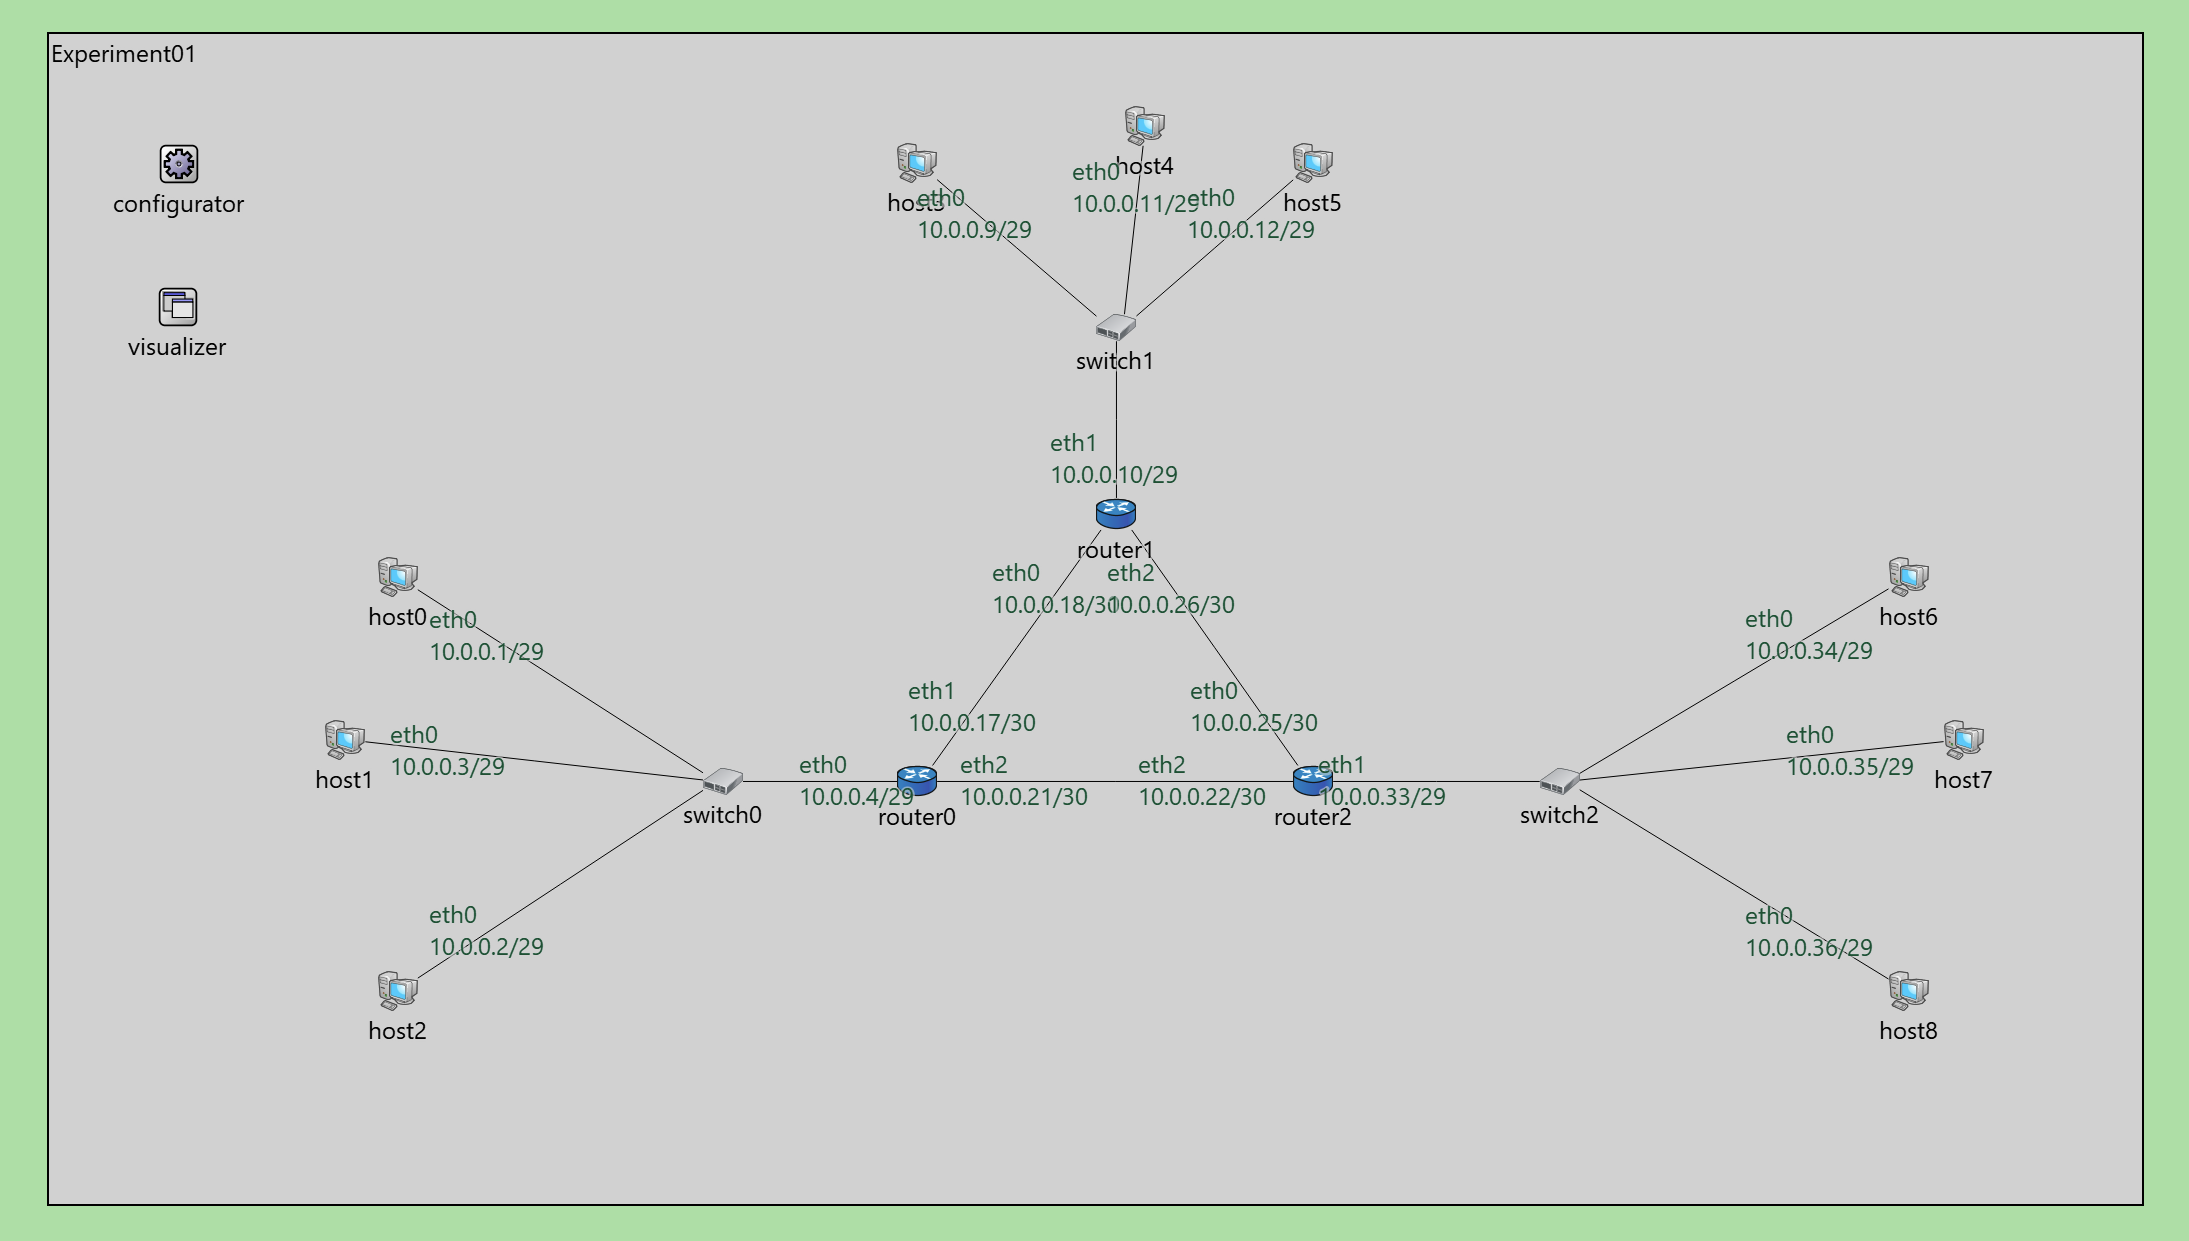 Experiment01
configurator
visualizer
host4
host3
host5
eth0
10.0.0.9/29
eth0
10.0.0.11/29
eth0
10.0.0.12/29
switch1
eth1
10.0.0.10/29
router1
eth0
10.0.0.18/30
eth2
10.0.0.26/30
host0
eth0
10.0.0.1/29
host1
eth0
10.0.0.3/29
host2
eth0
10.0.0.2/29
switch0
eth0
10.0.0.4/29
router0
eth1
10.0.0.17/30
eth2
10.0.0.21/30
eth0
10.0.0.25/30
eth2
10.0.0.22/30
router2
eth1
10.0.0.33/29
switch2
host6
eth0
10.0.0.34/29
host7
eth0
10.0.0.35/29
host8
eth0
10.0.0.36/29